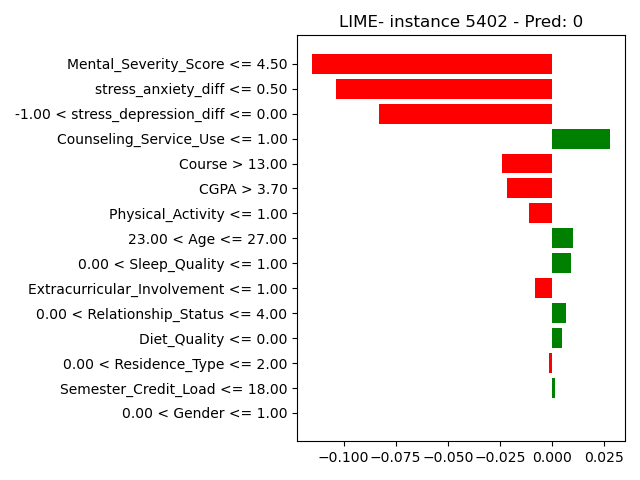 LIME- instance 5402 - Pred: 0
Mental_Severity_Score <= 4.50
stress_anxiety_diff <= 0.50
-1.00 < stress_depression_diff <= 0.00
Counseling_Service_Use <= 1.00
Course > 13.00
CGPA > 3.70
Physical_Activity <= 1.00
23.00 < Age <= 27.00
0.00 < Sleep_Quality <= 1.00
Extracurricular_Involvement <= 1.00
0.00 < Relationship_Status <= 4.00
Diet_Quality <= 0.00
0.00 < Residence_Type <= 2.00
Semester_Credit_Load <= 18.00
0.00 < Gender <= 1.00
−0.100 −0.075 −0.050 −0.025 0.000 0.025